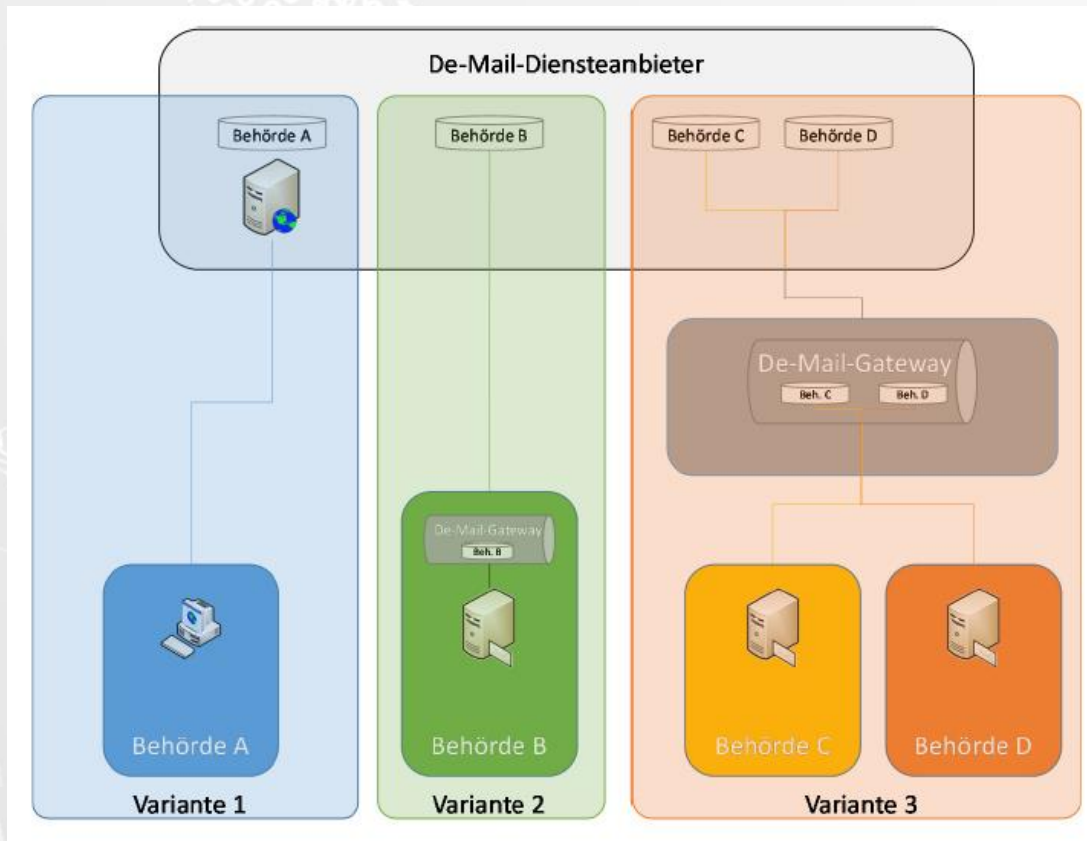 De-Mail-Diensteanbieter
Behörde A
Behörde B
Behörde C
Behörde D
De-Mail-Gateway
Beh. C
Beh. D
De-Mail-Gateway
Beh. B
Behörde A
Behörde B
Behörde C
Behörde D
Variante 1
Variante 2
Variante 3